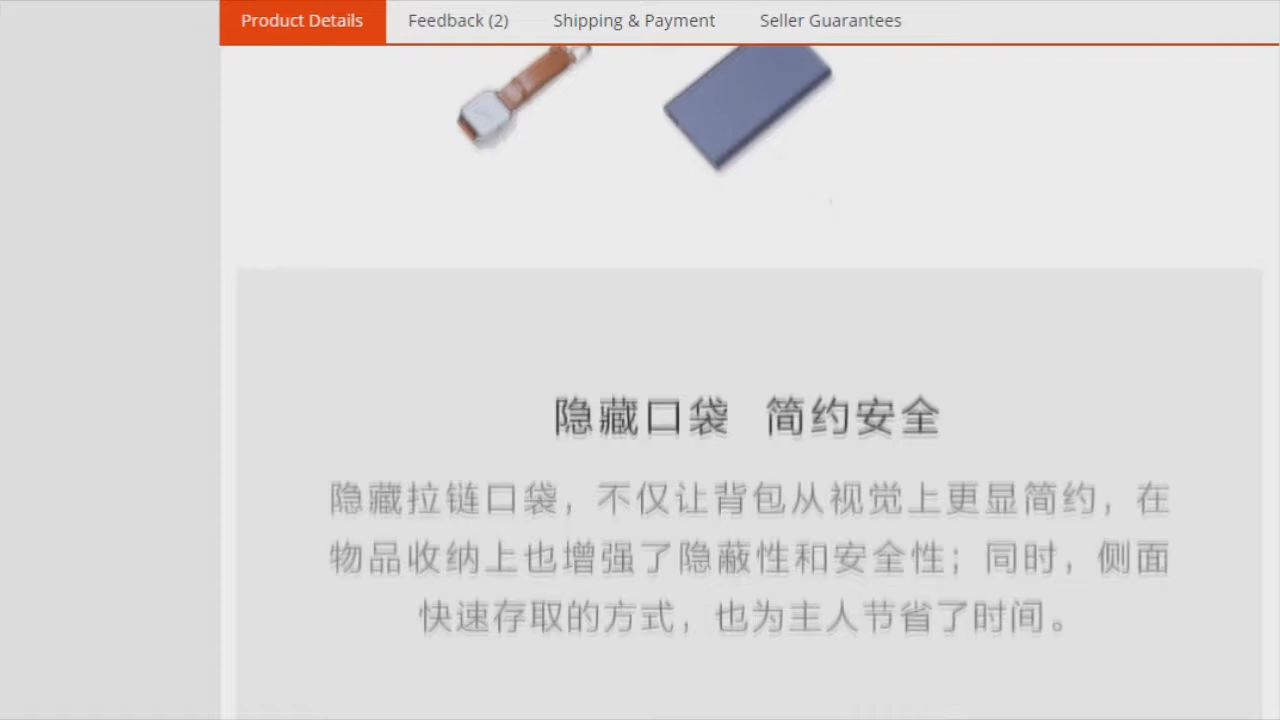 Product Details
Feedback (2)
Shipping & Payment
Seller Guarantees
隐藏口袋 简约安全
隐藏拉链口袋，不仅让背包从视觉上更显简约，在
物品收纳上也增强了隐蔽性和安全性；同时，侧面
快速存取的方式，也为主人节省了时间。